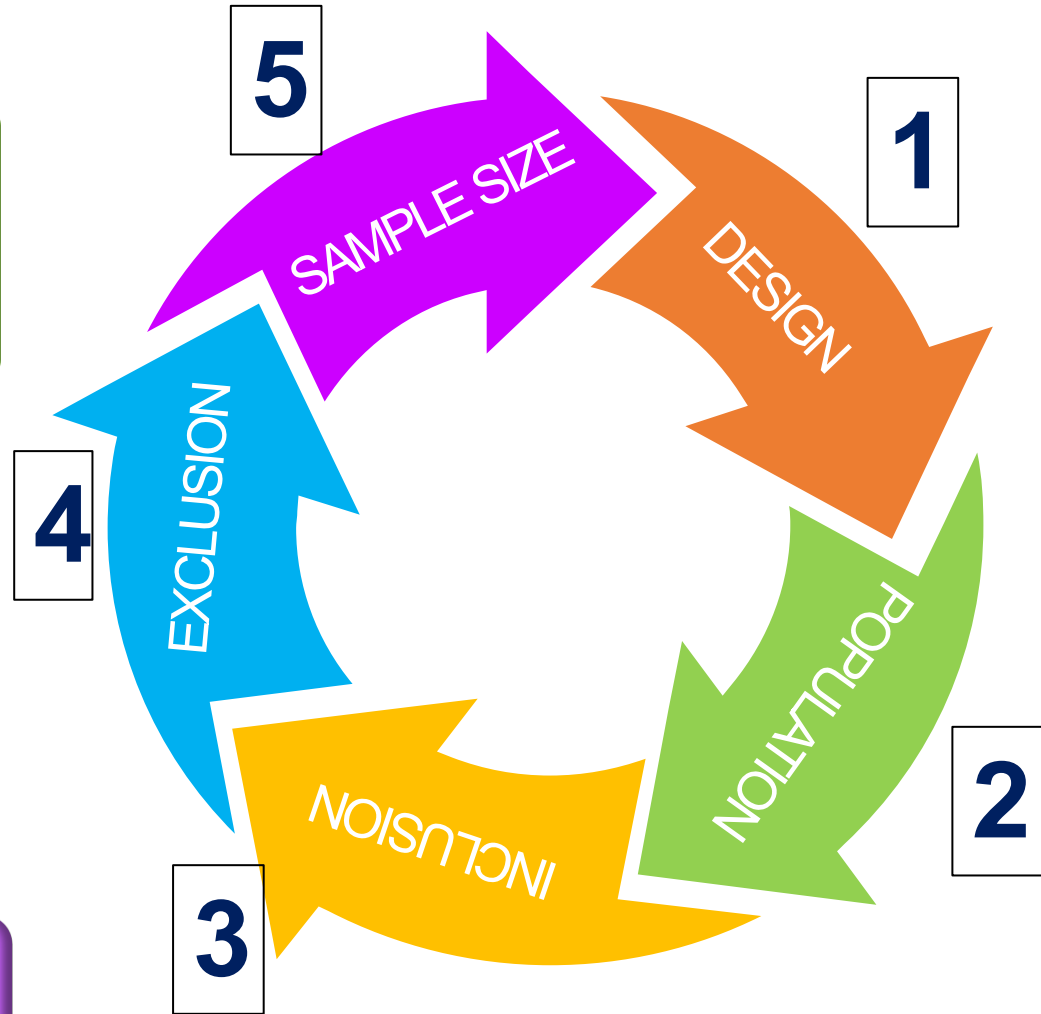 1
DESIGN
2
POPULATION
3
INCLUSION
4
EXCLUSION
5
SAMPLE SIZE